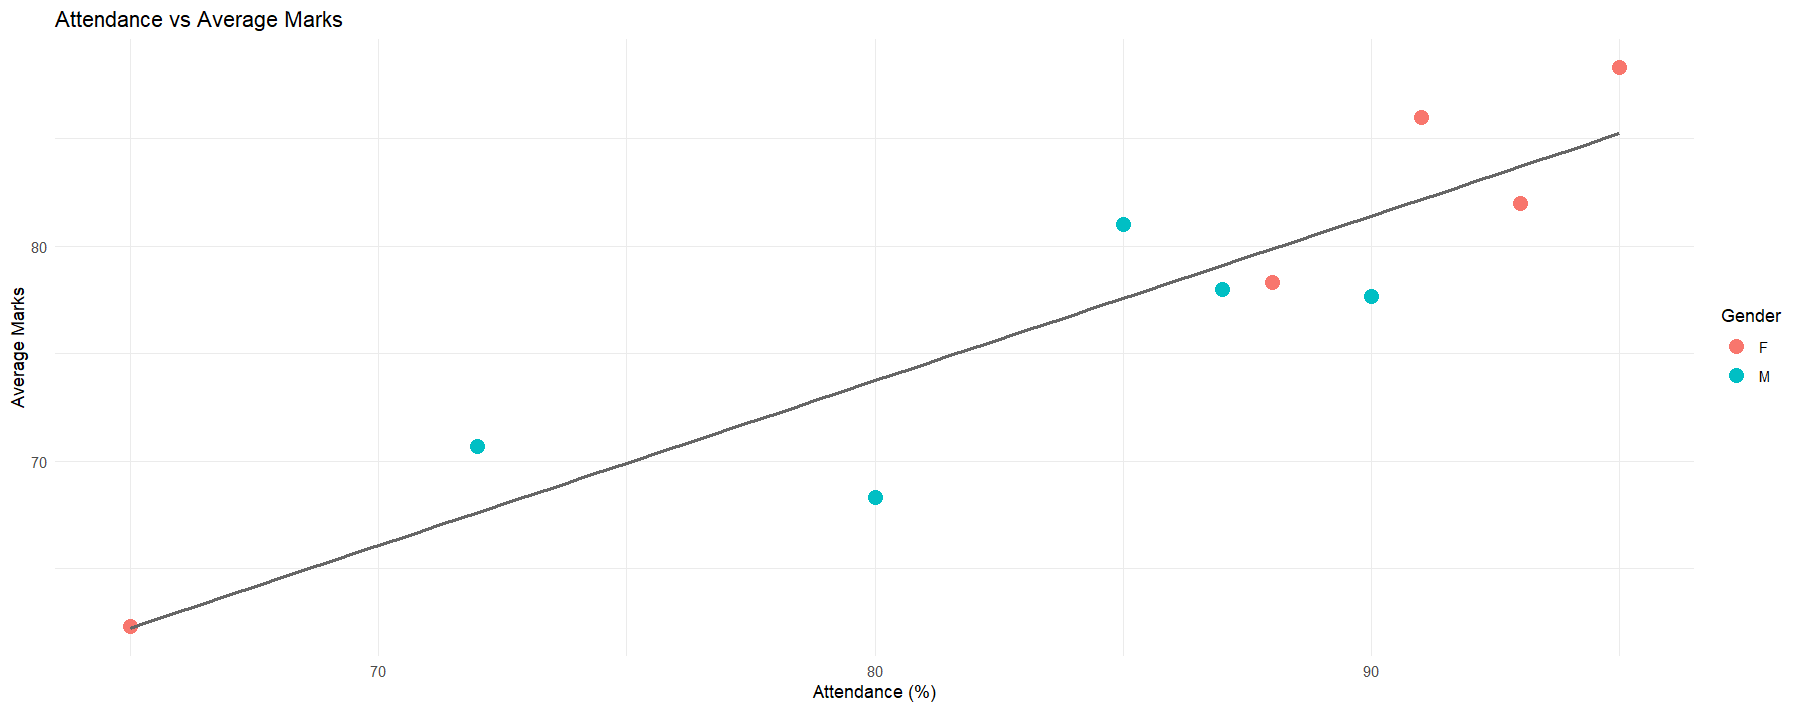 Attendance vs Average Marks
80
70
Average Marks
70 80 90
Attendance (%)
Gender
F
M